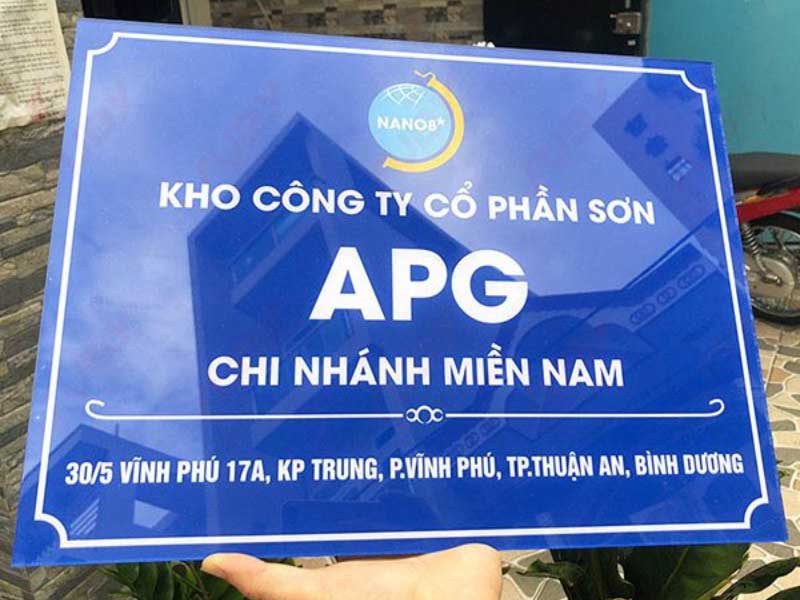 NANO8*
KHO CÔNG TY CỔ PHẦN SƠN
APG
CHI NHÁNH MIỀN NAM
30/5 VĨNH PHÚ 17A, KP TRUNG, P.VĨNH PHÚ, TP.THUẬN AN, BÌNH DƯƠNG